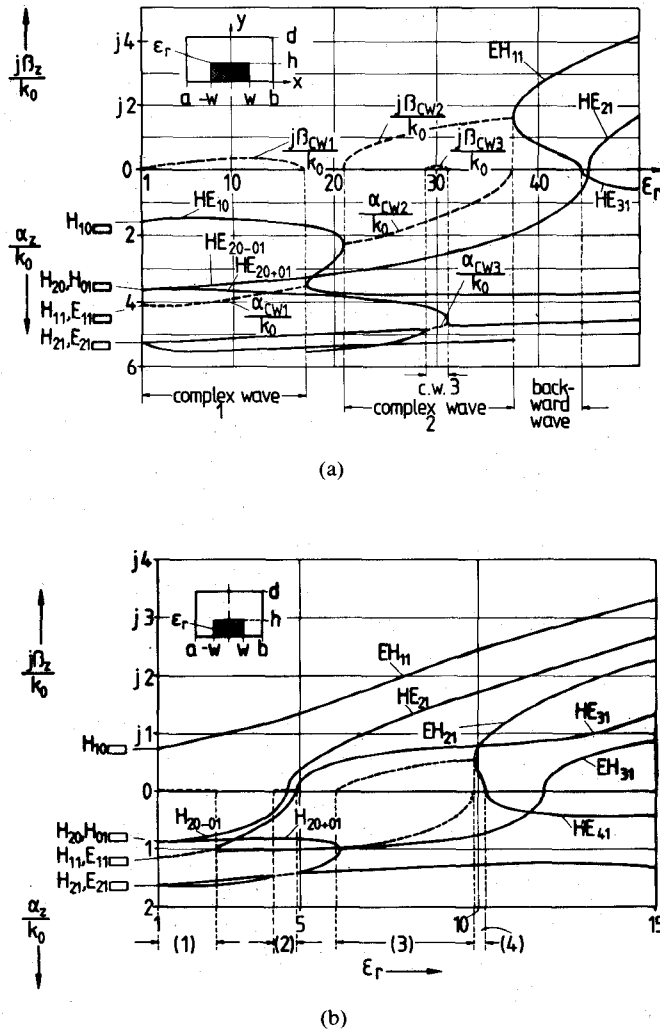 y
j4
εr
d
h
a -w w b x
jβz
k0
j2
EH11
HE21
jβCW1
k0
jβCW2
k0
jβCW3
k0
0
1 10 20 30 40 εr
HE31
H10
HE10
αz
k0
2
αCW2
k0
HE20-01
HE20+01
H20,H01
αCW3
k0
4
H11,E11
αCW1
k0
H21,E21
6
complex wave
1
c.w.3
complex wave
2
back-
ward
wave
(a)
j4
εr
d
h
a -w w b
j3
jβz
k0
j2
EH11
HE21
EH21
j1
H10
HE31
EH31
0
H20-01
H20+01
H20,H01
HE41
H11,E11
1
H21,E21
αz
k0
2
1 5 10 15
(1) (2) (3) (4)
εr
(b)